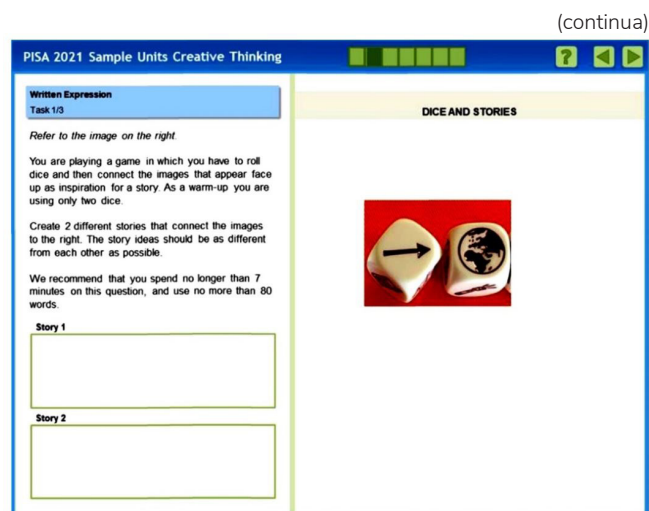 (continua)
PISA 2021 Sample Units Creative Thinking
?
Written Expression
Task 1/3
Refer to the image on the right.
You are playing a game in which you have to roll
dice and then connect the images that appear face
up as inspiration for a story. As a warm-up you are
using only two dice.
Create 2 different stories that connect the images
to the right. The story ideas should be as different
from each other as possible.
We recommend that you spend no longer than 7
minutes on this question, and use no more than 80
words.
Story 1
Story 2
DICE AND STORIES